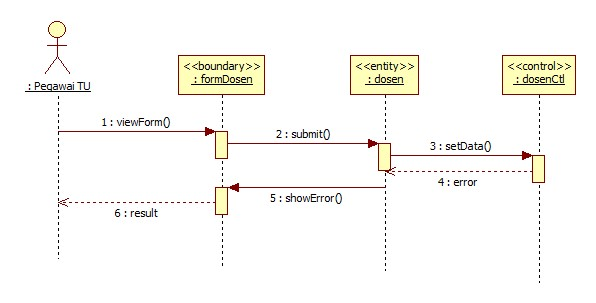 <<boundary>>
: formDosen
<<entity>>
: dosen
<<control>>
: dosenCtl
: Pegawai TU
1 : viewForm()
2 : submit()
3 : setData()
4 : error
5 : showError()
6 : result